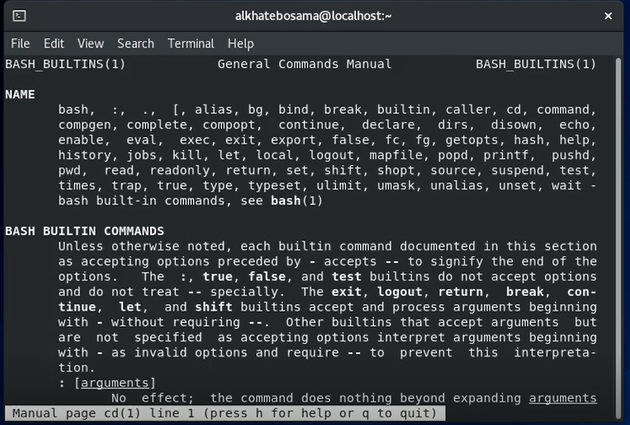 alkhatebosama@localhost:~
File Edit View Search Terminal Help
BASH_BUILTINS(1) General Commands Manual BASH_BUILTINS(1)
NAME
bash, :, ., [, alias, bg, bind, break, builtin, caller, cd, command,
compgen, complete, compopt, continue, declare, dirs, disown, echo,
enable, eval, exec, exit, export, false, fc, fg, getopts, hash, help,
history, jobs, kill, let, local, logout, mapfile, popd, printf, pushd,
pwd, read, readonly, return, set, shift, shopt, source, suspend, test,
times, trap, true, type, typeset, ulimit, umask, unalias, unset, wait -
bash built-in commands, see bash(1)
BASH BUILTIN COMMANDS
Unless otherwise noted, each builtin command documented in this section
as accepting options preceded by - accepts -- to signify the end of the
options. The :, true, false, and test builtins do not accept options
and do not treat -- specially. The exit, logout, return, break, con-
tinue, let, and shift builtins accept and process arguments beginning
with - without requiring --. Other builtins that accept arguments but
are not specified as accepting options interpret arguments beginning
with - as invalid options and require -- to prevent this interpreta-
tion.
: [arguments]
No effect; the command does nothing beyond expanding arguments
Manual page cd(1) line 1 (press h for help or q to quit)